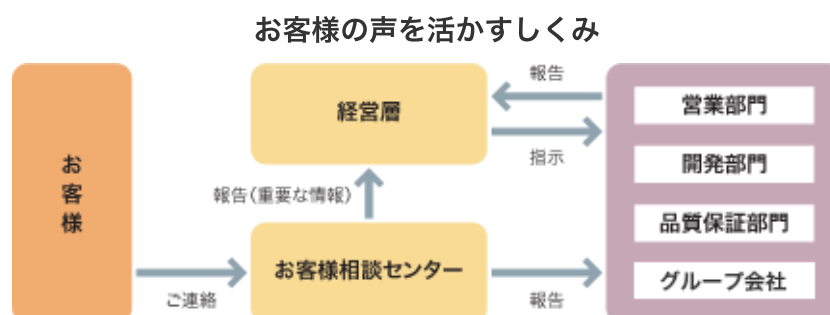 お客様の声を活かすしくみ
お客様
経営層
報告
指示
営業部門
開発部門
品質保証部門
グループ会社
報告(重要な情報)
お客様相談センター
ご連絡
報告